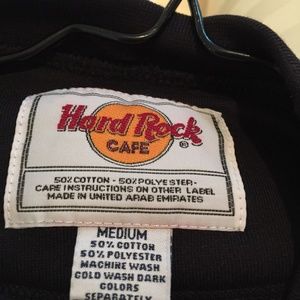 Hard Rock
CAFE ®
50% COTTON - 50% POLYESTER -
CARE INSTRUCTIONS ON OTHER LABEL
MADE IN UNITED ARAB EMIRATES
MEDIUM
50% COTTON
50% POLYESTER
MACHINE WASH
COLD WASH DARK
COLORS
SEPARATELY